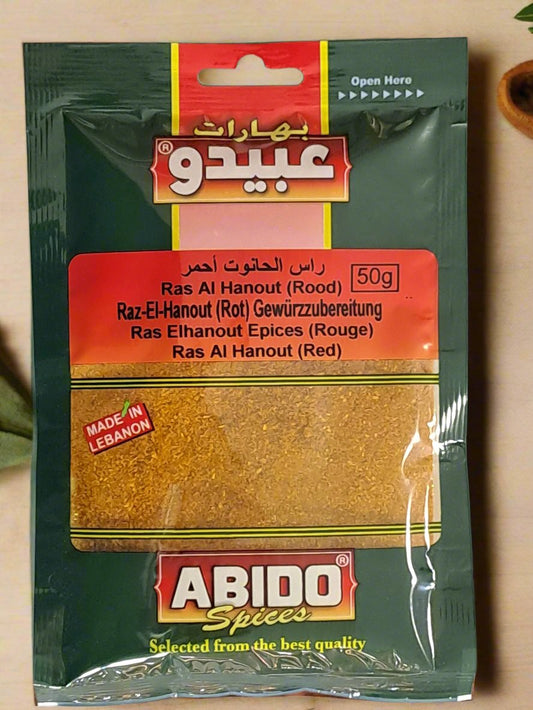 Open Here
بهارات
عبيدو®
راس الحانوت أحمر
Ras Al Hanout (Rood)
50g
Raz-El-Hanout (Rot) Gewürzzubereitung
Ras Elhanout Epices (Rouge)
Ras Al Hanout (Red)
MADE IN
LEBANON
ABIDO®
Spices
Selected from the best quality